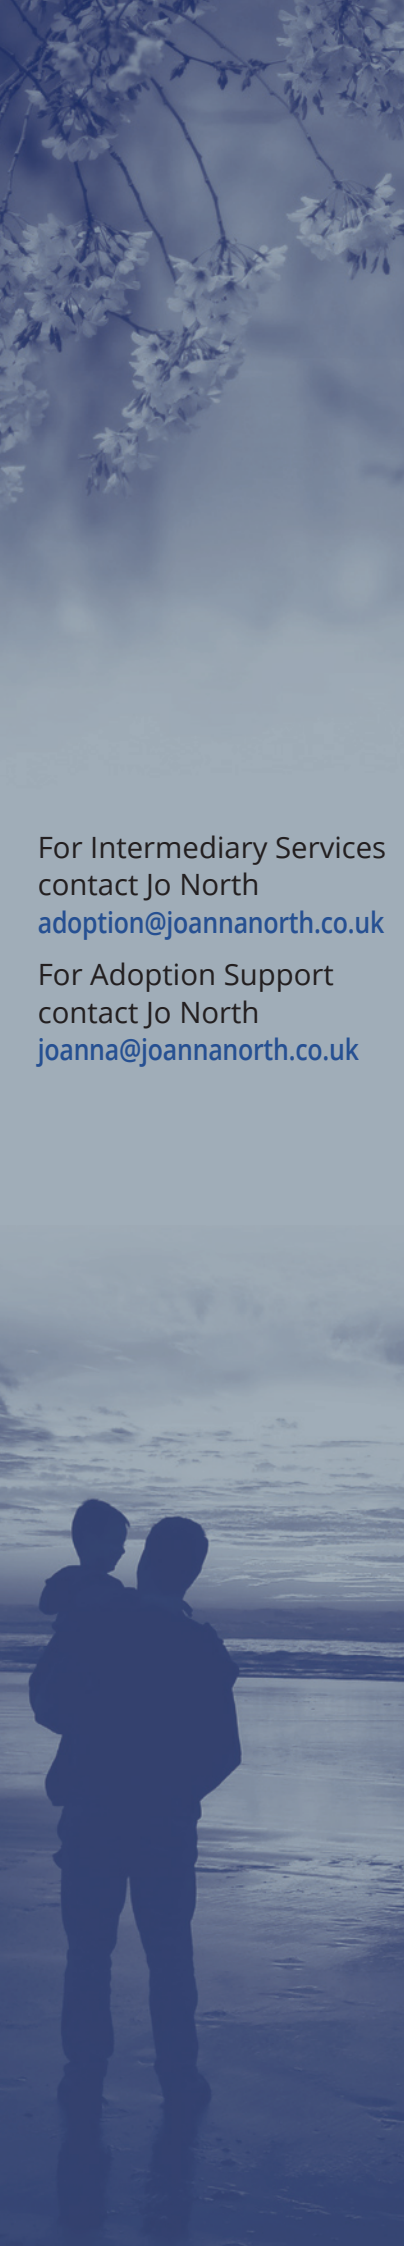 For Intermediary Services
contact Jo North
adoption@joannanorth.co.uk
For Adoption Support
contact Jo North
joanna@joannanorth.co.uk